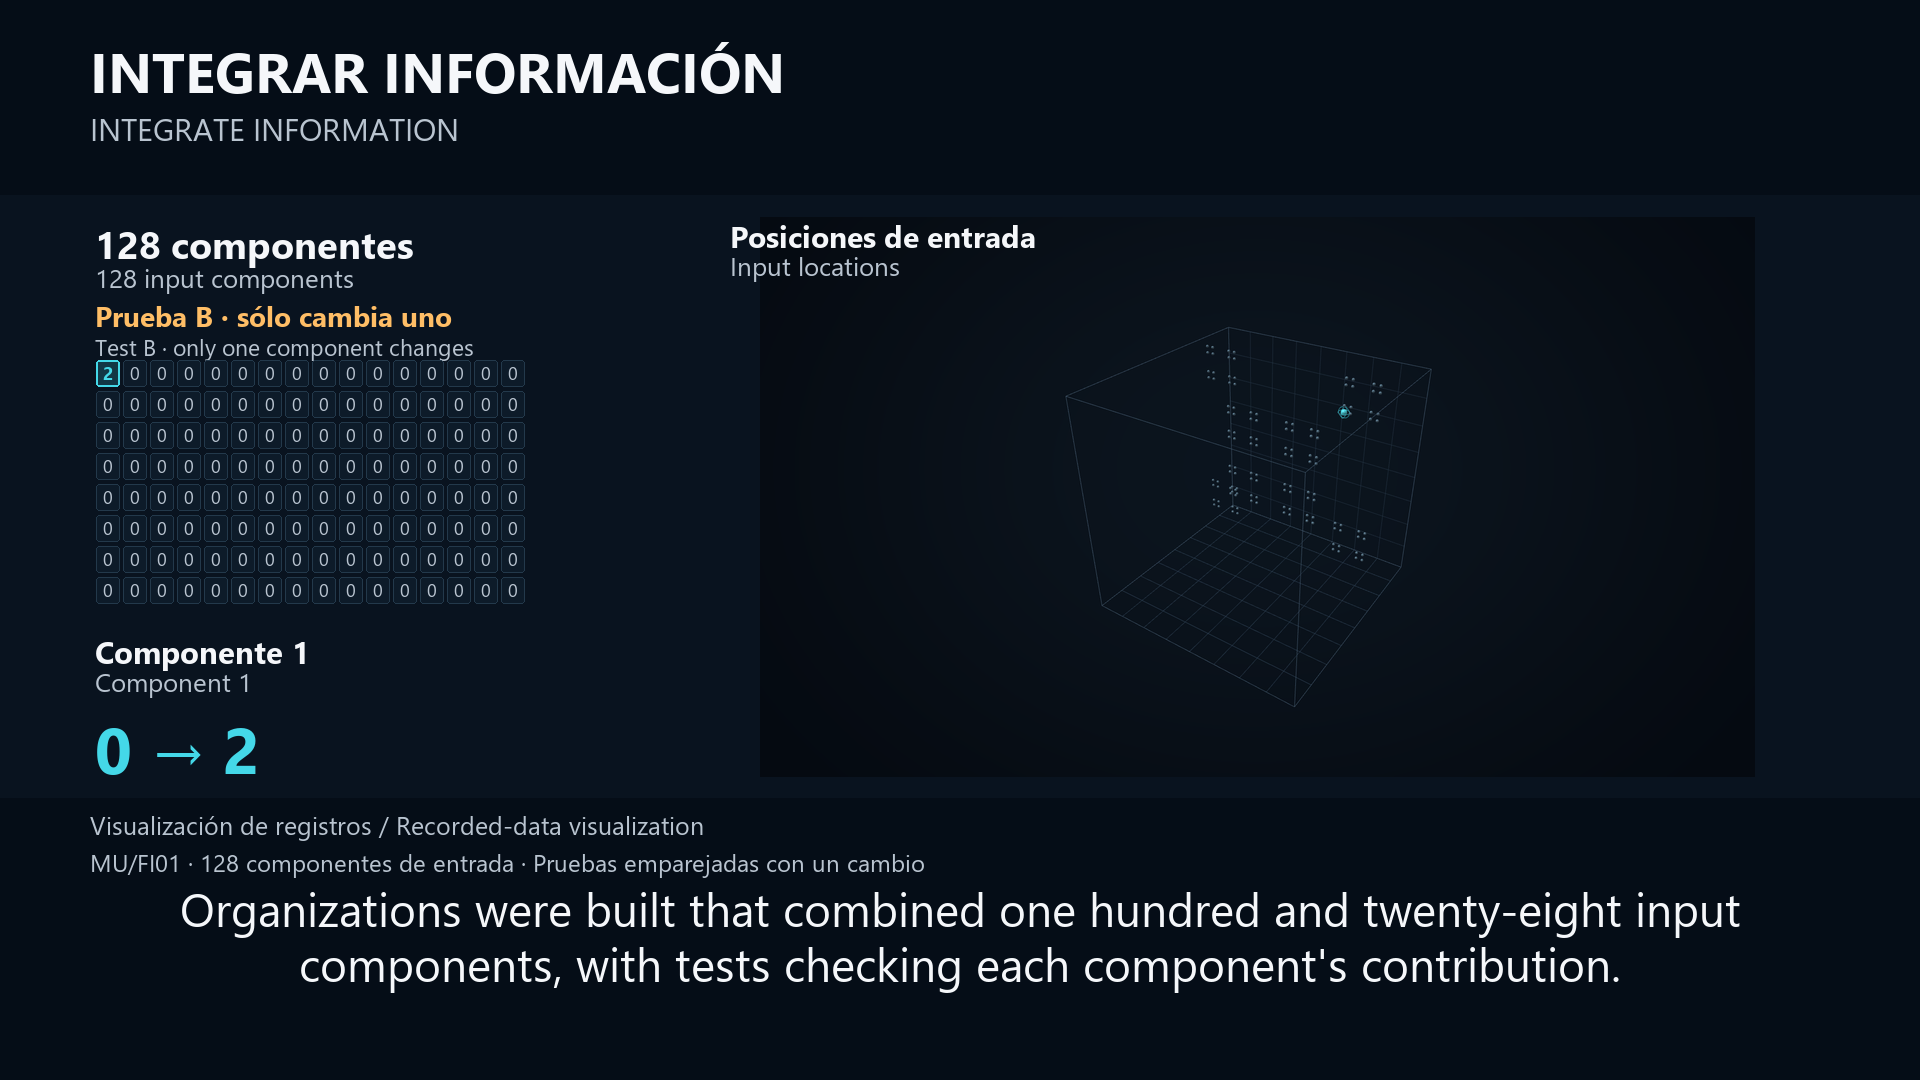 INTEGRAR INFORMACIÓN
INTEGRATE INFORMATION
128 componentes
128 input components
Prueba B · sólo cambia uno
Test B · only one component changes
2 0 0 0 0 0 0 0 0 0 0 0 0 0 0 0
0 0 0 0 0 0 0 0 0 0 0 0 0 0 0 0
0 0 0 0 0 0 0 0 0 0 0 0 0 0 0 0
0 0 0 0 0 0 0 0 0 0 0 0 0 0 0 0
0 0 0 0 0 0 0 0 0 0 0 0 0 0 0 0
0 0 0 0 0 0 0 0 0 0 0 0 0 0 0 0
0 0 0 0 0 0 0 0 0 0 0 0 0 0 0 0
0 0 0 0 0 0 0 0 0 0 0 0 0 0 0 0
Componente 1
Component 1
0 → 2
Posiciones de entrada
Input locations
Visualización de registros / Recorded-data visualization
MU/FI01 · 128 componentes de entrada · Pruebas emparejadas con un cambio
Organizations were built that combined one hundred and twenty-eight input
components, with tests checking each component's contribution.